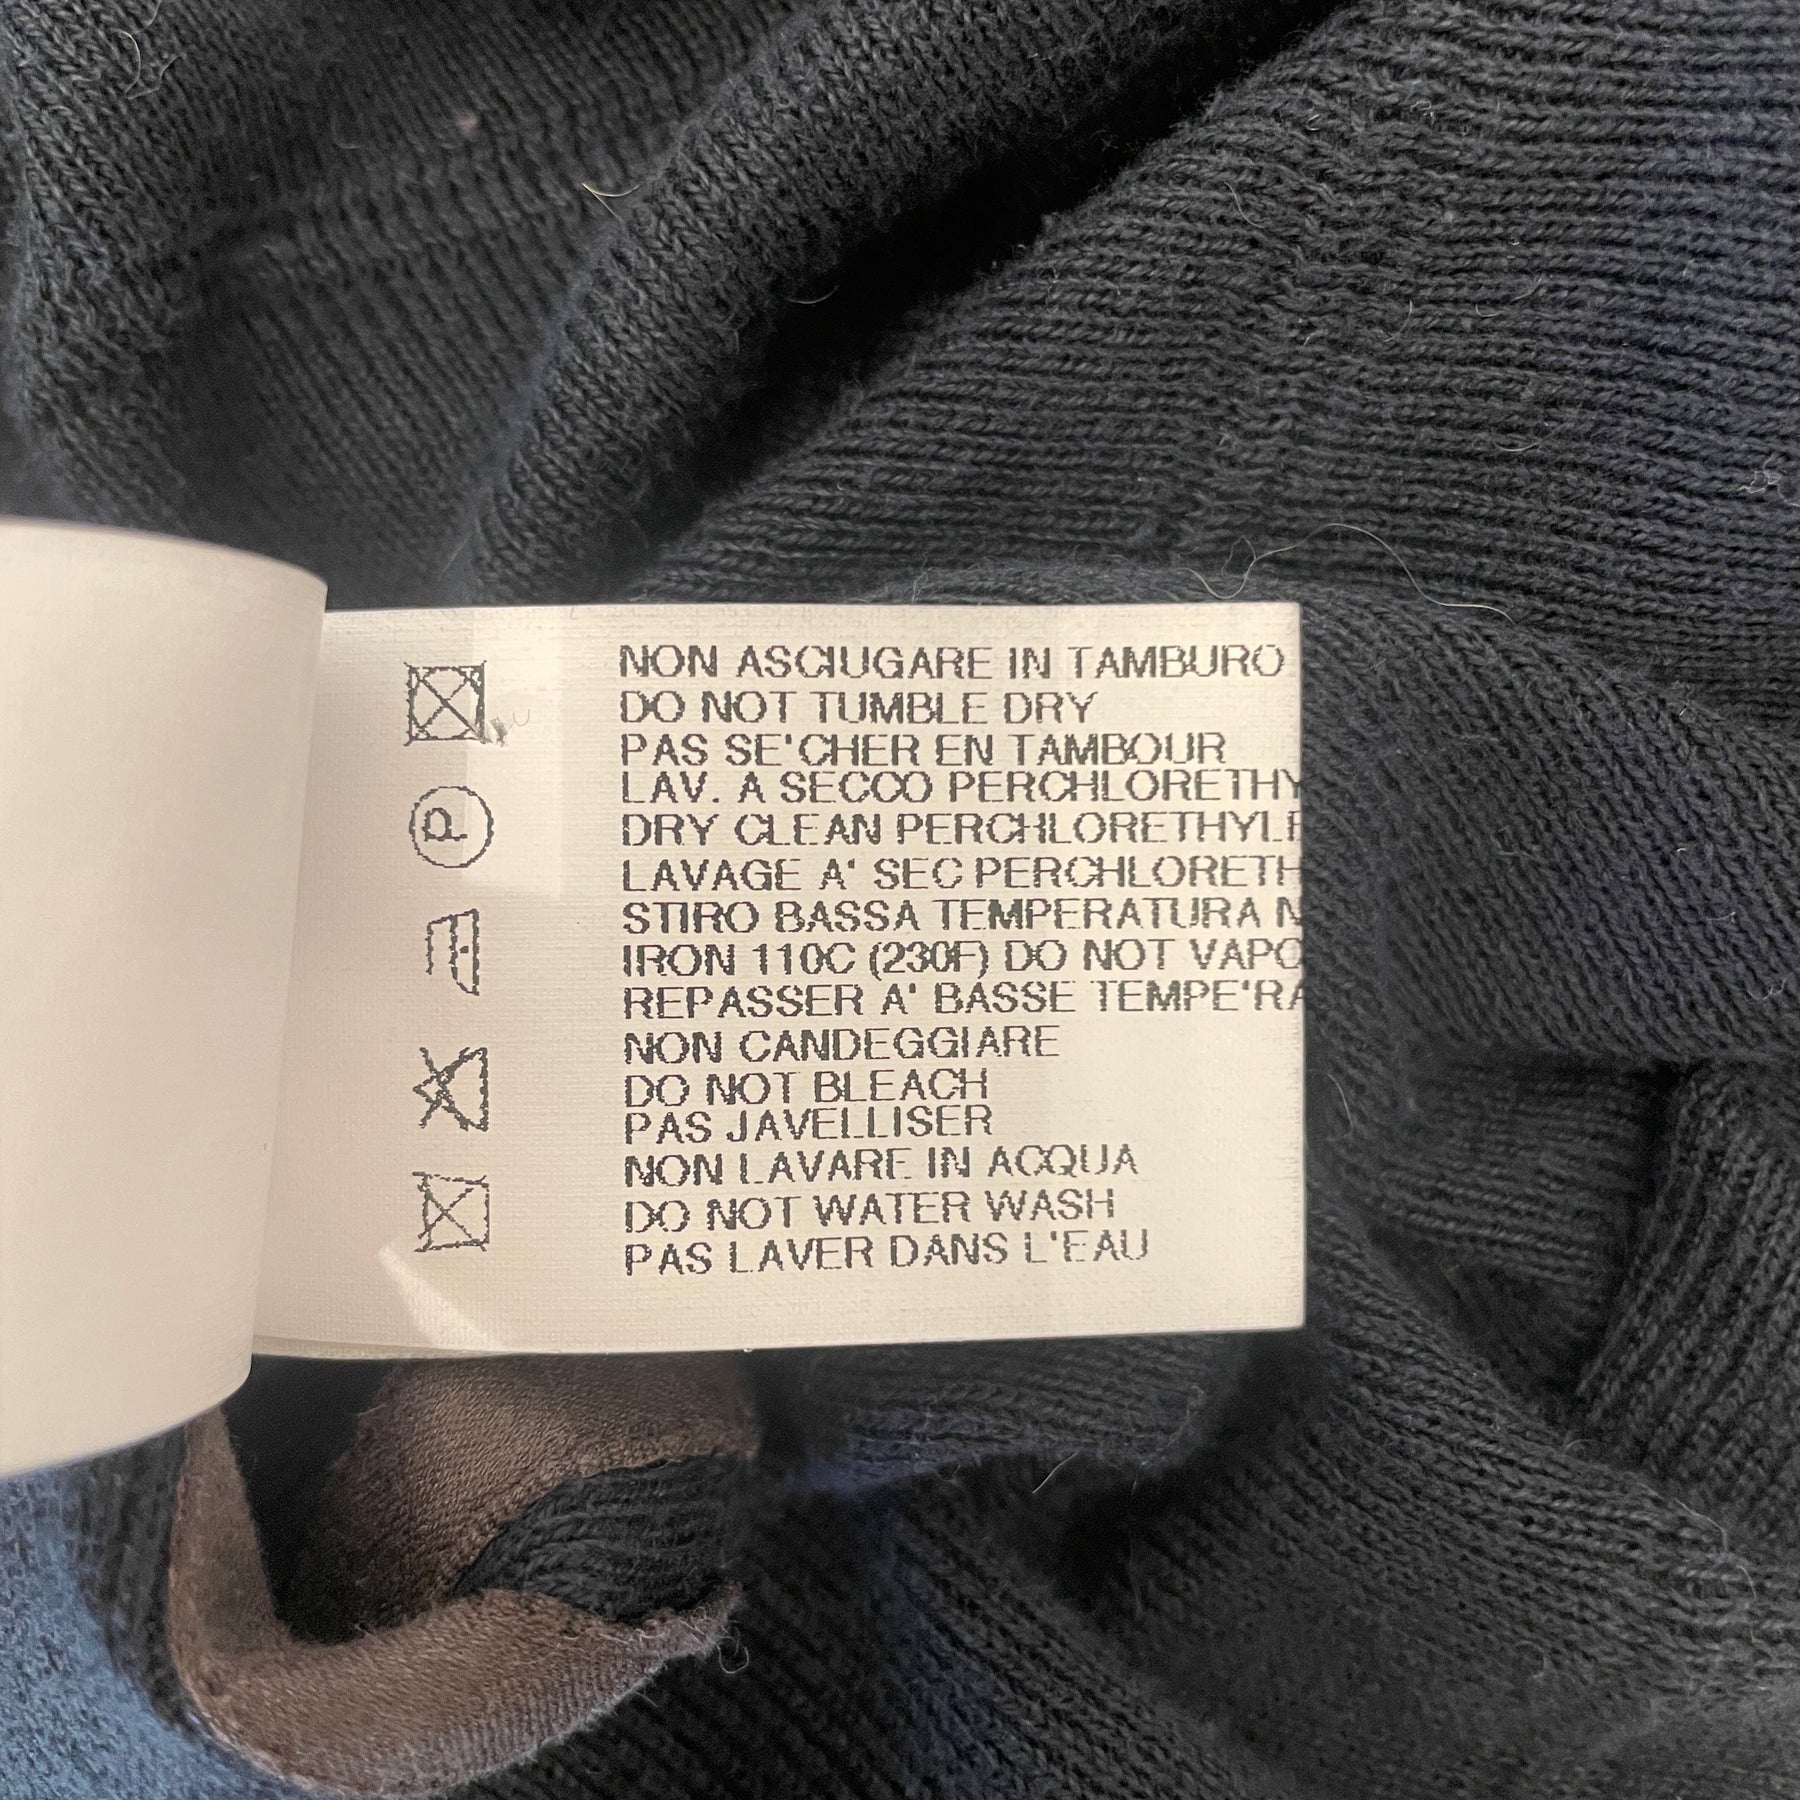 NON ASCIUGARE IN TAMBURO
DO NOT TUMBLE DRY
PAS SE'CHER EN TAMBOUR
LAV. A SECCO PERCHLORETHY
P
DRY CLEAN PERCHLORETHYLE
LAVAGE A' SEC PERCHLORETH
STIRO BASSA TEMPERATURA N
IRON 110C (230F) DO NOT VAPO
REPASSER A' BASSE TEMPE'RA
NON CANDEGGIARE
DO NOT BLEACH
PAS JAVELLISER
NON LAVARE IN ACQUA
DO NOT WATER WASH
PAS LAVER DANS L'EAU